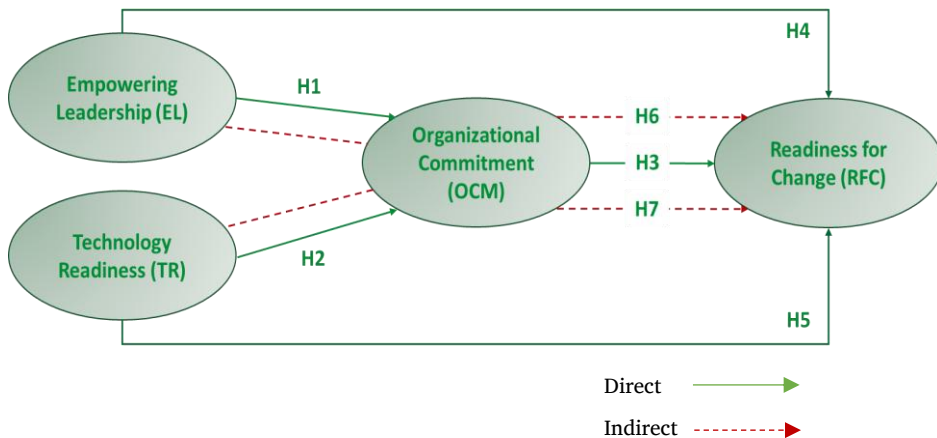 H4
Empowering
Leadership (EL)
H1
H6
Organizational
Commitment
(OCM)
H3
Readiness for
Change (RFC)
H7
Technology
Readiness (TR)
H2
H5
Direct
Indirect